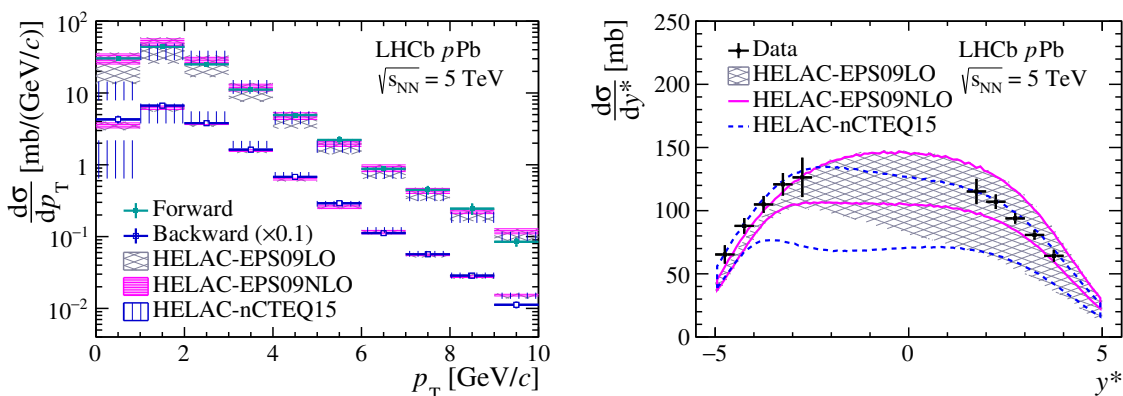 dσ/dp_T [mb/(GeV/c)]
10²
10
1
10⁻¹
10⁻²
LHCb pPb
√s_NN = 5 TeV
Forward
Backward (×0.1)
HELAC-EPS09LO
HELAC-EPS09NLO
HELAC-nCTEQ15
0 2 4 6 8 10
p_T [GeV/c]
dσ/dy* [mb]
250
200
150
100
50
0
Data
HELAC-EPS09LO
HELAC-EPS09NLO
HELAC-nCTEQ15
LHCb pPb
√s_NN = 5 TeV
−5 0 5
y*